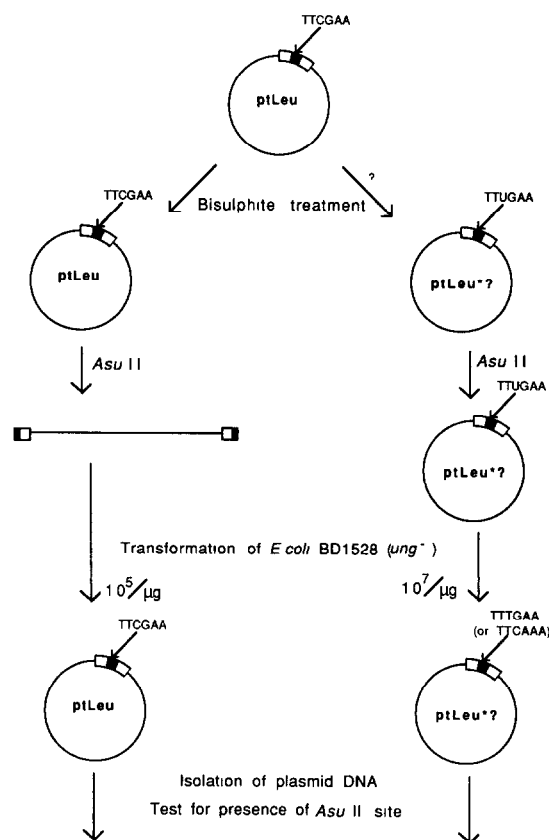 TTCGAA
ptLeu
?
Bisulphite treatment
TTCGAA
TTUGAA
ptLeu
ptLeu*?
Asu II
Asu II
TTUGAA
ptLeu*?
Transformation of E coli BD1528 (ung⁻)
10⁵/µg
10⁷/µg
TTCGAA
TTTGAA
(or TTCAAA)
ptLeu
ptLeu*?
Isolation of plasmid DNA
Test for presence of Asu II site